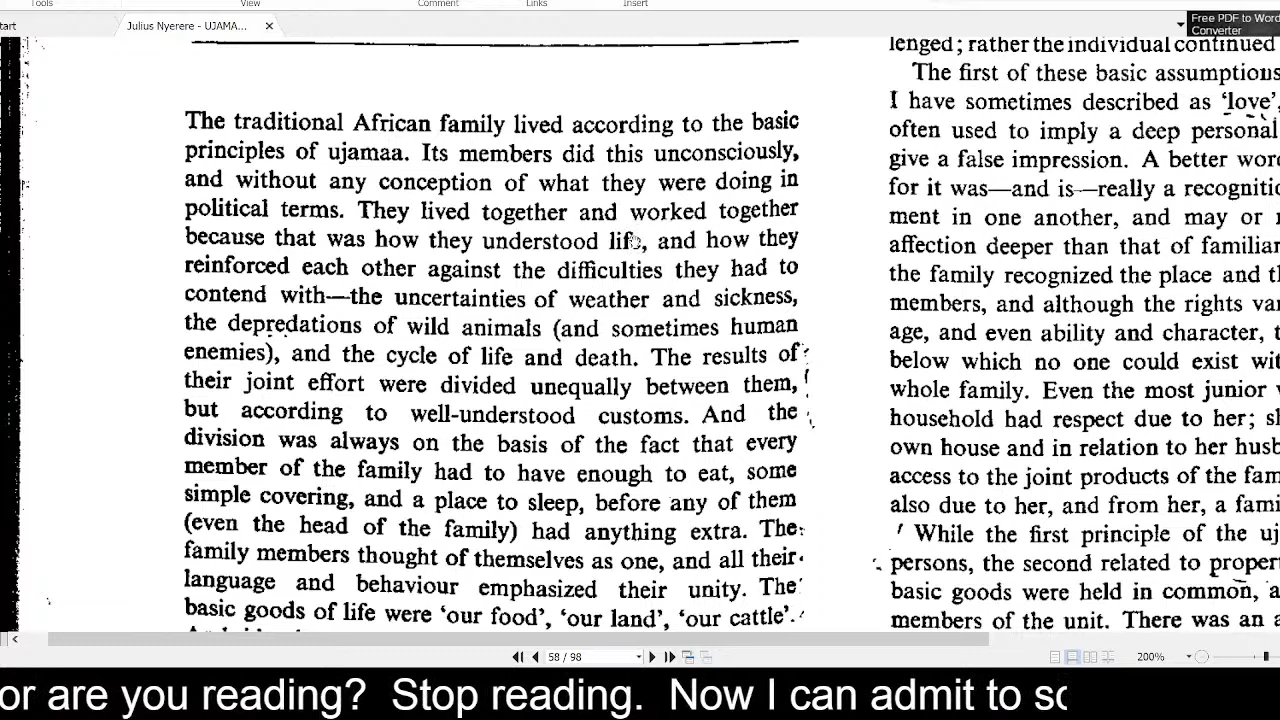 Tools View Comment Links Insert
tart Julius Nyerere - UJAMA... × Free PDF to Word
Converter
The traditional African family lived according to the basic
principles of ujamaa. Its members did this unconsciously,
and without any conception of what they were doing in
political terms. They lived together and worked together
because that was how they understood life, and how they
reinforced each other against the difficulties they had to
contend with—the uncertainties of weather and sickness,
the depredations of wild animals (and sometimes human
enemies), and the cycle of life and death. The results of
their joint effort were divided unequally between them,
but according to well-understood customs. And the
division was always on the basis of the fact that every
member of the family had to have enough to eat, some
simple covering, and a place to sleep, before any of them
(even the head of the family) had anything extra. The
family members thought of themselves as one, and all their
language and behaviour emphasized their unity. The
basic goods of life were ‘our food’, ‘our land’, ‘our cattle’.
lenged; rather the individual continued
The first of these basic assumptions
I have sometimes described as ‘love’,
often used to imply a deep personal
give a false impression. A better wor
for it was—and is—really a recogniti
ment in one another, and may or
affection deeper than that of familia
the family recognized the place and t
members, and although the rights va
age, and even ability and character, t
below which no one could exist wit
whole family. Even the most junior
household had respect due to her; s
own house and in relation to her husb
access to the joint products of the fam
also due to her, and from her, a fami
While the first principle of the uj
persons, the second related to proper
basic goods were held in common, a
members of the unit. There was an a
58 / 98 200%
or are you reading? Stop reading. Now I can admit to sc